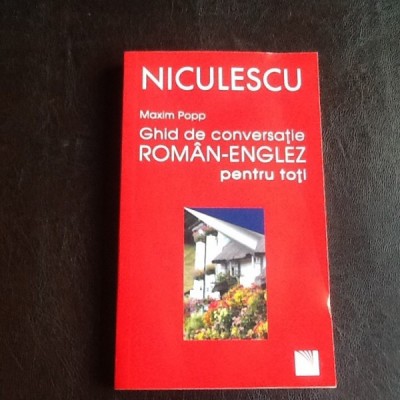 NICULESCU
Maxim Popp
Ghid de conversație
ROMÂN-ENGLEZ
pentru toți